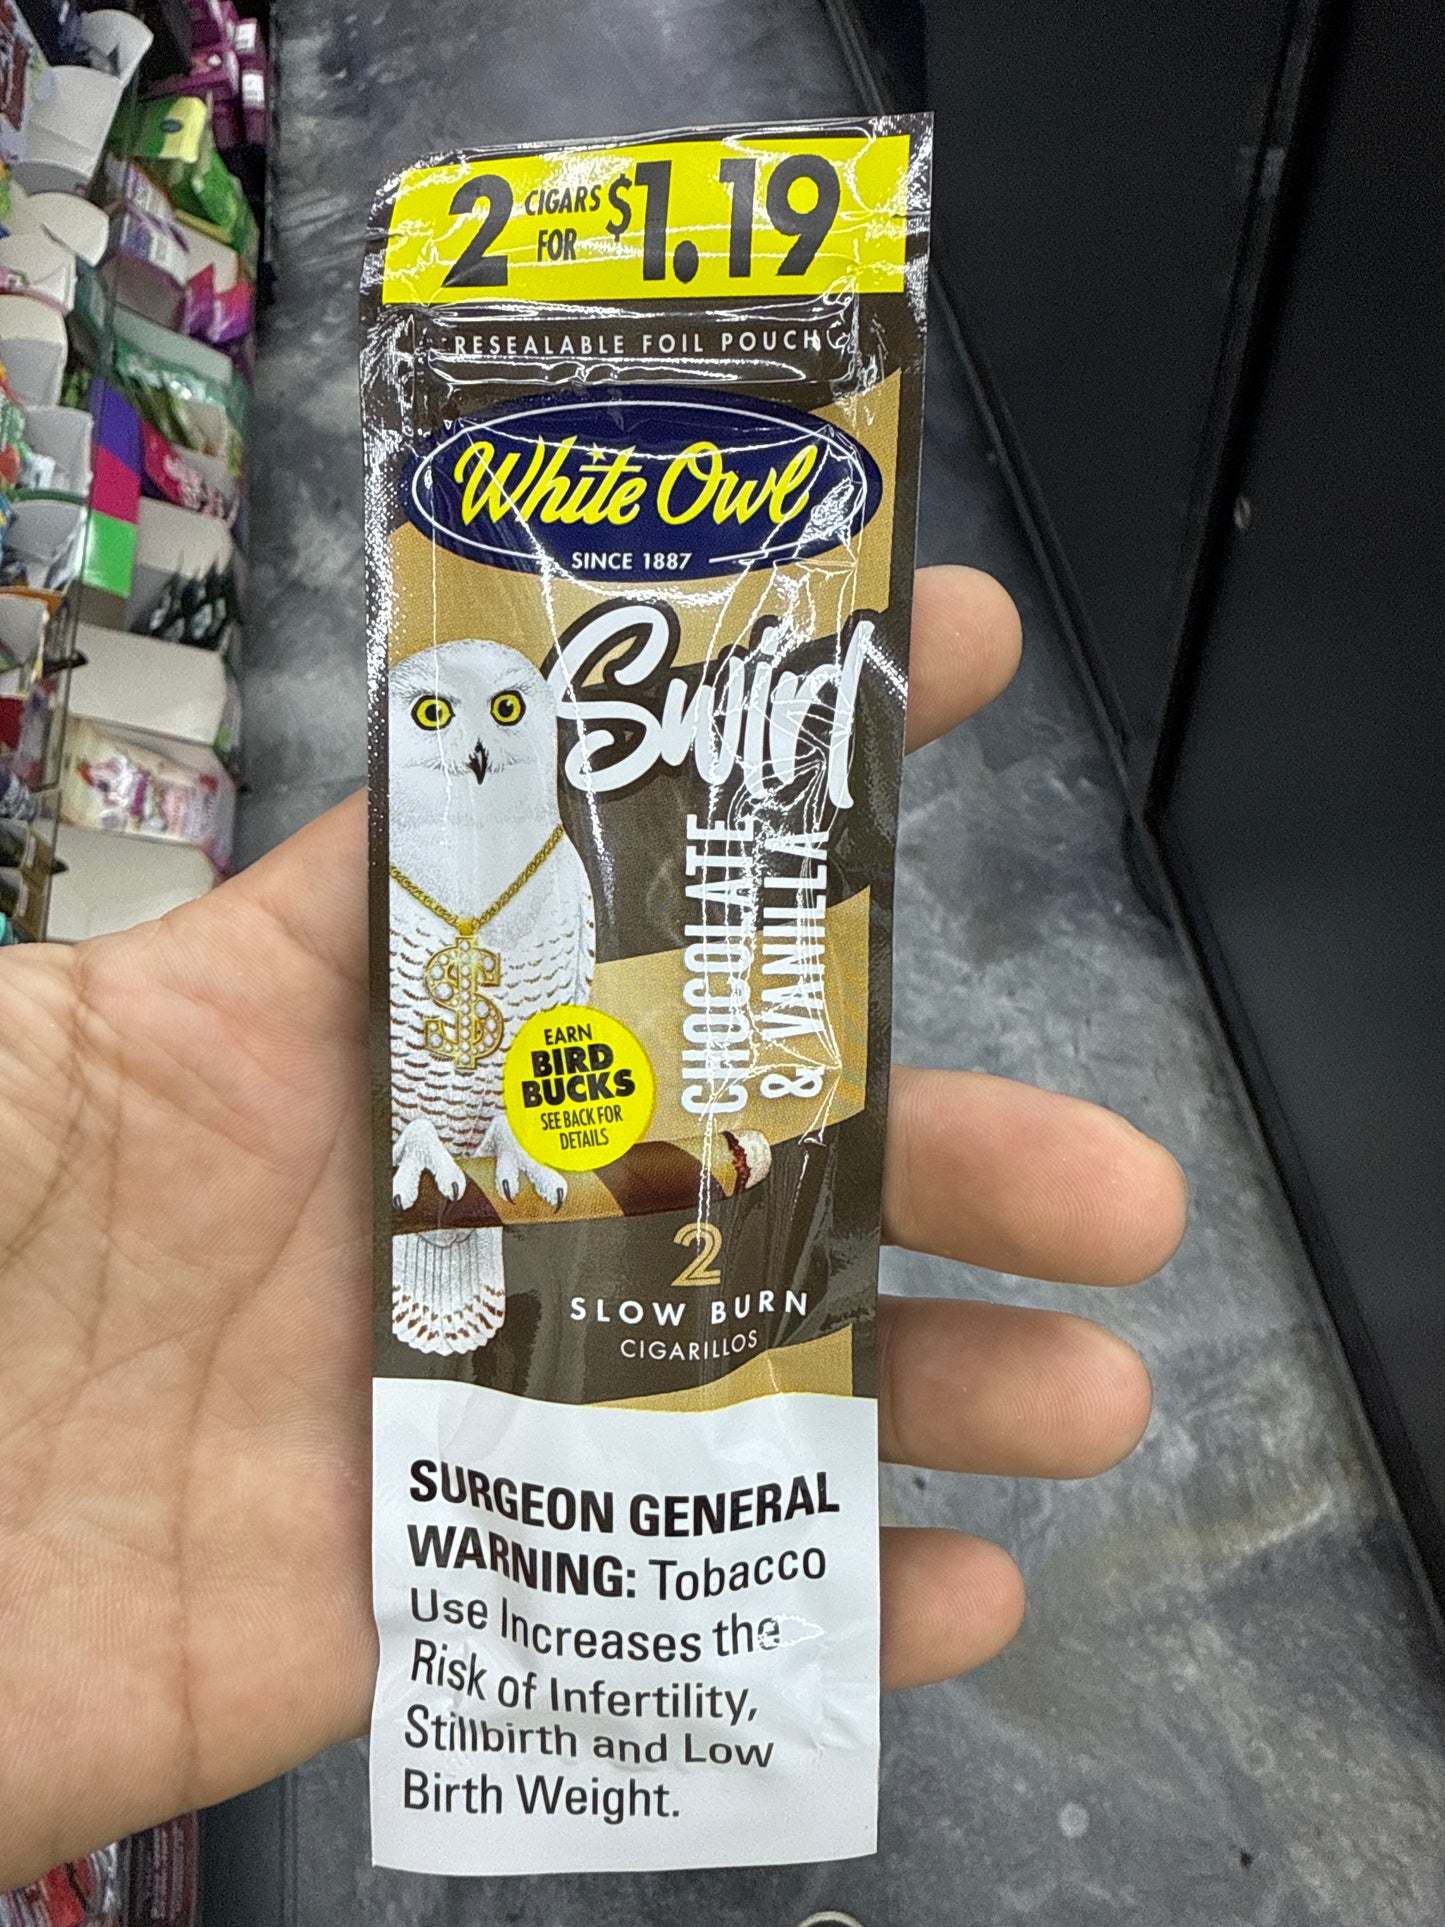 2 CIGARS FOR $1.19
RESEALABLE FOIL POUCH
White Owl
SINCE 1887
Swirl
CHOCOLATE
& VANILLA
EARN
BIRD
BUCKS
SEE BACK FOR
DETAILS
2
SLOW BURN
CIGARILLOS
SURGEON GENERAL
WARNING: Tobacco
Use Increases the
Risk of Infertility,
Stillbirth and Low
Birth Weight.